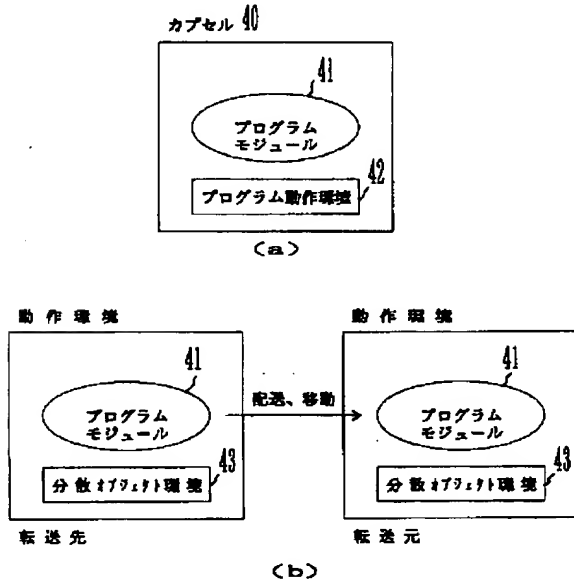 カプセル 40
41
プログラム
モジュール
42
プログラム動作環境
(a)
動作環境
動作環境
41
41
プログラム
モジュール
配送、移動
プログラム
モジュール
43
43
分散オブジェクト環境
分散オブジェクト環境
転送先
転送元
(b)